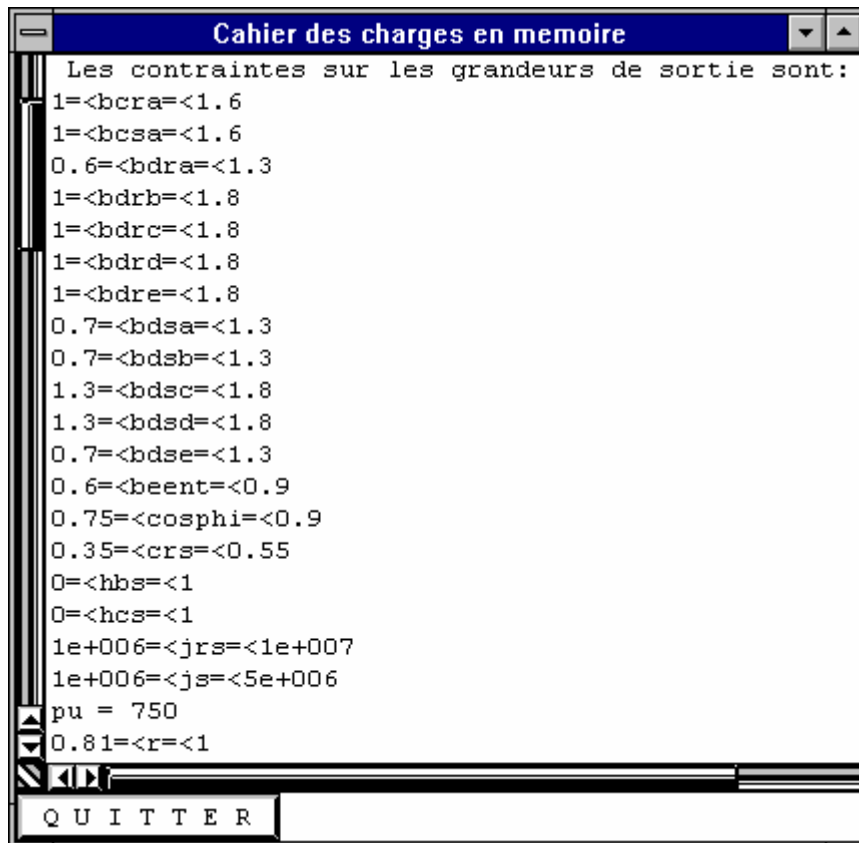 Cahier des charges en memoire
Les contraintes sur les grandeurs de sortie sont:
1=<bcra=<1.6
1=<bcsa=<1.6
0.6=<bdra=<1.3
1=<bdrb=<1.8
1=<bdrc=<1.8
1=<bdrd=<1.8
1=<bdre=<1.8
0.7=<bdsa=<1.3
0.7=<bdsb=<1.3
1.3=<bdsc=<1.8
1.3=<bdsd=<1.8
0.7=<bdse=<1.3
0.6=<beent=<0.9
0.75=<cosphi=<0.9
0.35=<crs=<0.55
0=<hbs=<1
0=<hcs=<1
1e+006=<jrs=<1e+007
1e+006=<js=<5e+006
pu = 750
0.81=<r=<1
Q U I T T E R